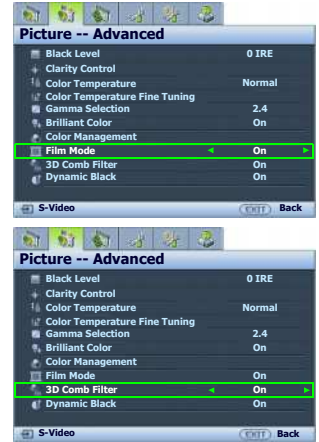 Picture -- Advanced
Black Level 0 IRE
Clarity Control
Color Temperature Normal
Color Temperature Fine Tuning
Gamma Selection 2.4
Brilliant Color On
Color Management
Film Mode On
3D Comb Filter On
Dynamic Black On
S-Video EXIT Back
Picture -- Advanced
Black Level 0 IRE
Clarity Control
Color Temperature Normal
Color Temperature Fine Tuning
Gamma Selection 2.4
Brilliant Color On
Color Management
Film Mode On
3D Comb Filter On
Dynamic Black On
S-Video EXIT Back